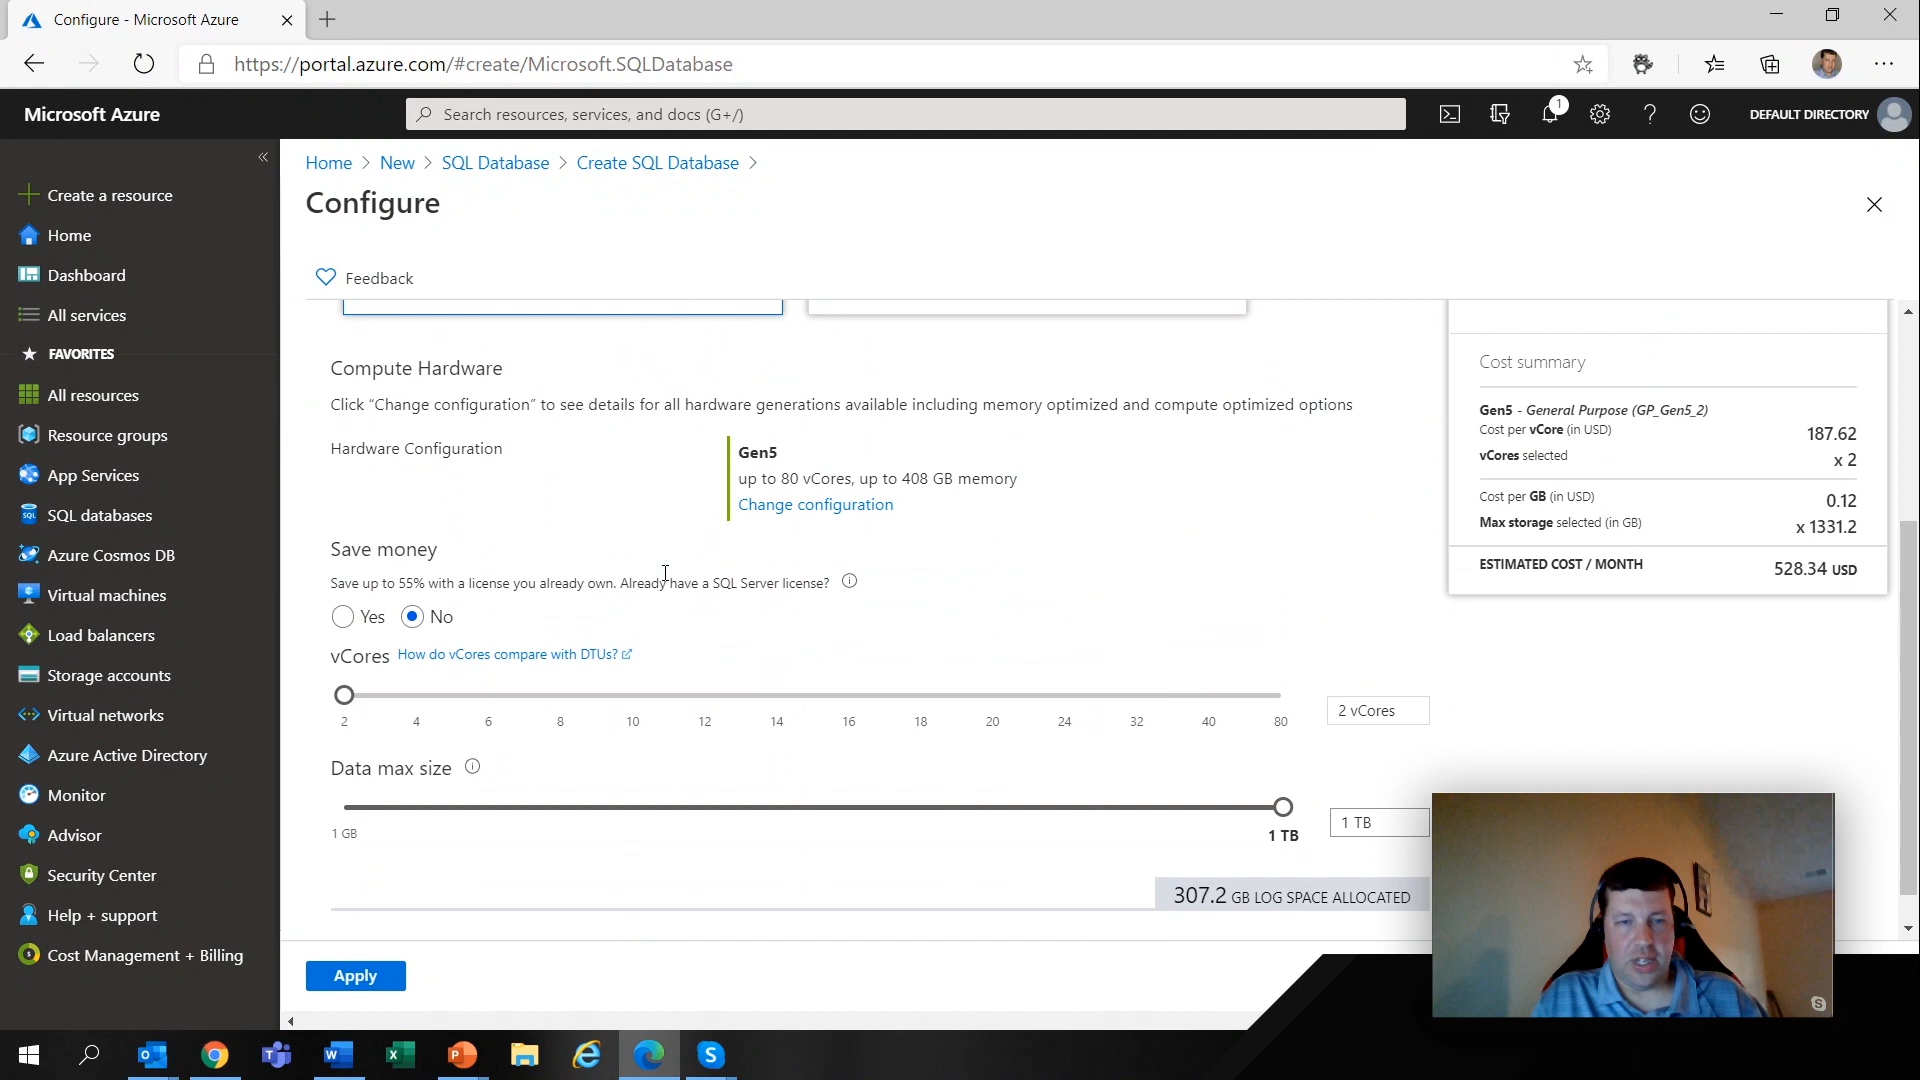 Configure - Microsoft Azure
https://portal.azure.com/#create/Microsoft.SQLDatabase
Microsoft Azure
Search resources, services, and docs (G+/)
1
DEFAULT DIRECTORY
Create a resource
Home
Dashboard
All services
FAVORITES
All resources
Resource groups
App Services
SQL databases
Azure Cosmos DB
Virtual machines
Load balancers
Storage accounts
Virtual networks
Azure Active Directory
Monitor
Advisor
Security Center
Help + support
Cost Management + Billing
Home > New > SQL Database > Create SQL Database >
Configure
Feedback
Compute Hardware
Click “Change configuration” to see details for all hardware generations available including memory optimized and compute optimized options
Hardware Configuration
Gen5
up to 80 vCores, up to 408 GB memory
Change configuration
Save money
Save up to 55% with a license you already own. Already have a SQL Server license?
Yes No
vCores How do vCores compare with DTUs?
2 4 6 8 10 12 14 16 18 20 24 32 40 80
2 vCores
Data max size
1 GB
1 TB
1 TB
307.2 GB LOG SPACE ALLOCATED
Apply
Cost summary
Gen5 - General Purpose (GP_Gen5_2)
Cost per vCore (in USD) 187.62
vCores selected x 2
Cost per GB (in USD) 0.12
Max storage selected (in GB) x 1331.2
ESTIMATED COST / MONTH 528.34 USD